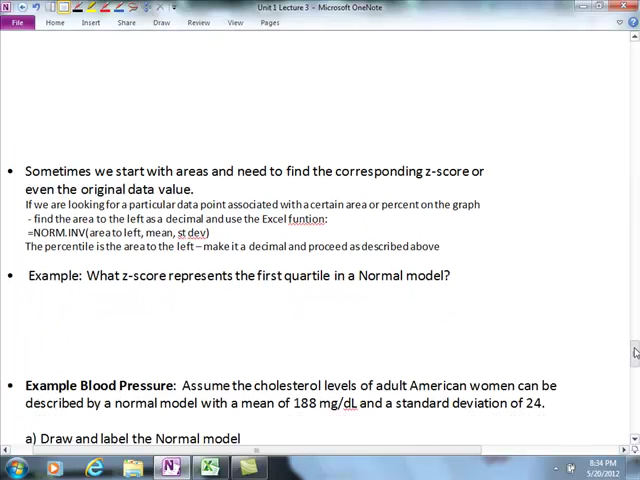 Unit 1 Lecture 3 - Microsoft OneNote
File Home Insert Share Draw Review View Pages
• Sometimes we start with areas and need to find the corresponding z-score or
even the original data value.
If we are looking for a particular data point associated with a certain area or percent on the graph
- find the area to the left as a decimal and use the Excel funtion:
=NORM.INV(area to left, mean, st dev)
The percentile is the area to the left – make it a decimal and proceed as described above
• Example: What z-score represents the first quartile in a Normal model?
• Example Blood Pressure: Assume the cholesterol levels of adult American women can be
described by a normal model with a mean of 188 mg/dL and a standard deviation of 24.
a) Draw and label the Normal model
8:34 PM
5/20/2012